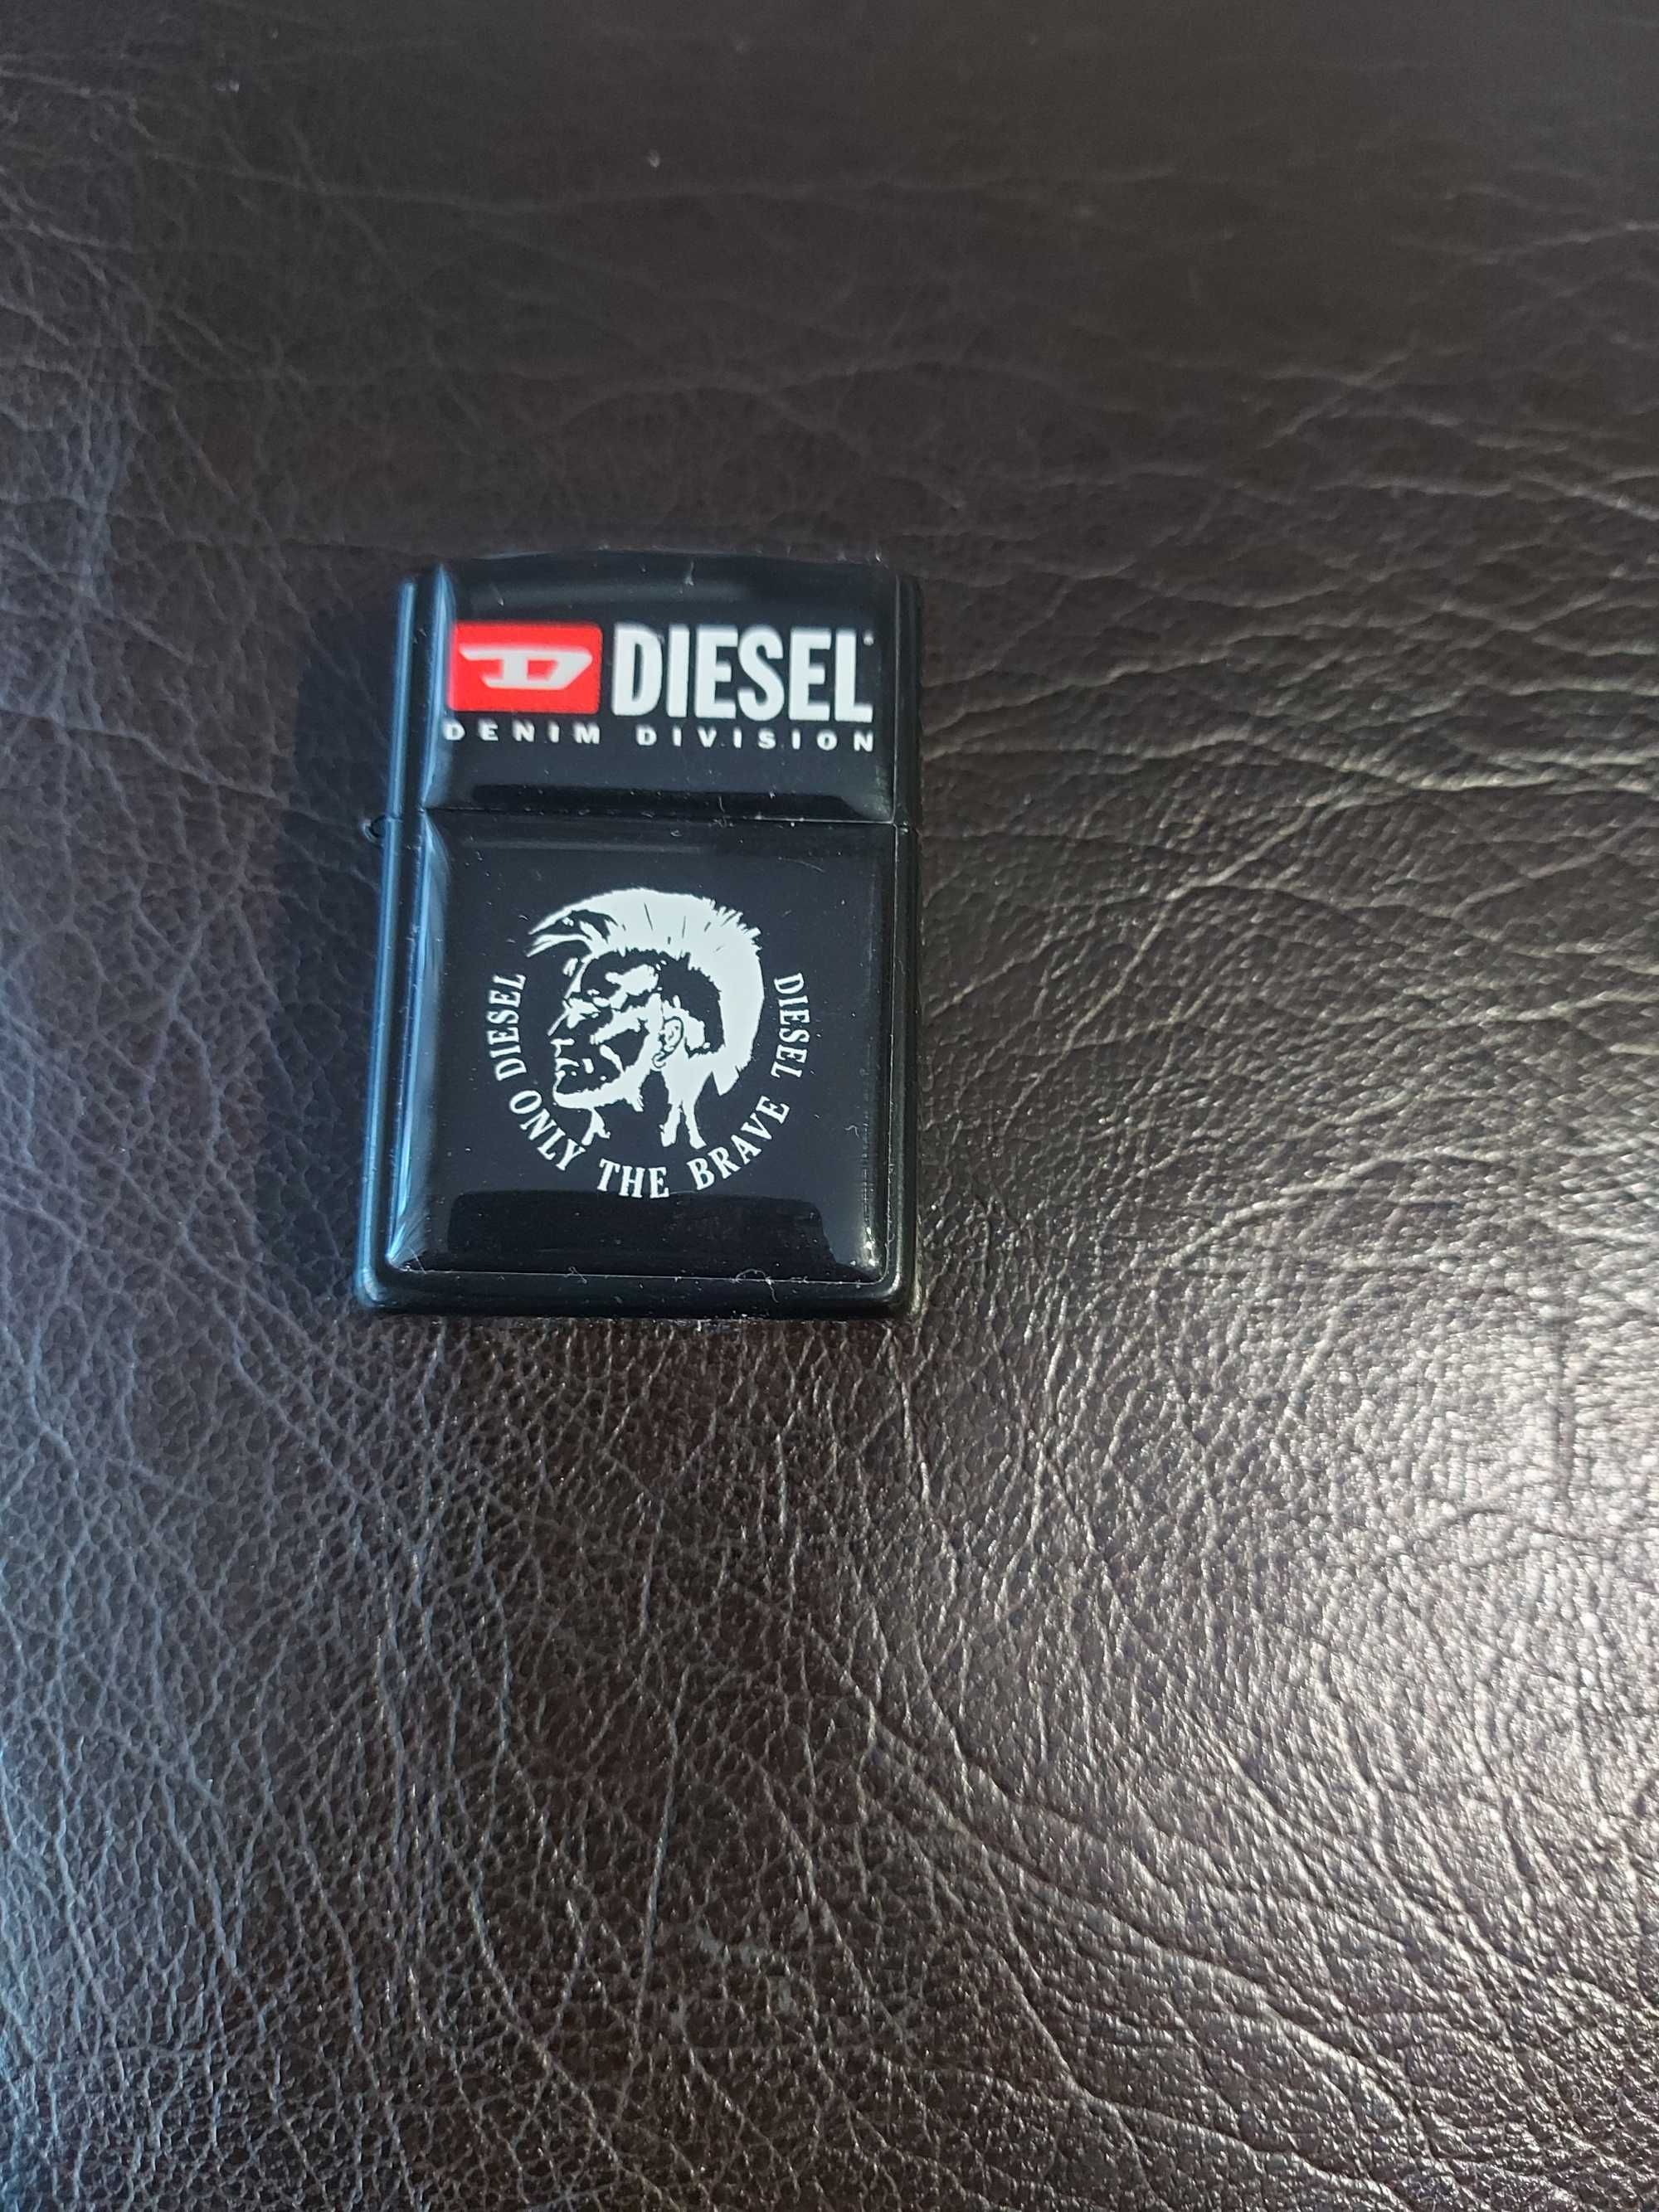 D DIESEL
DENIM DIVISION
DIESEL ONLY THE BRAVE DIESEL